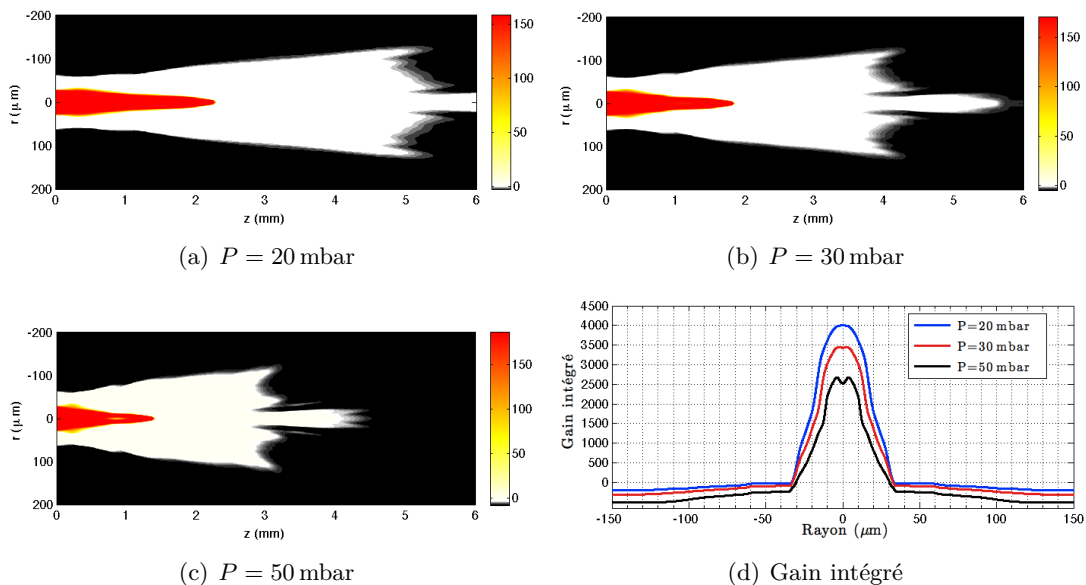 -200
-100
0
100
200
r (μm)
0 1 2 3 4 5 6
z (mm)
150
100
50
0
(a) P = 20 mbar
-200
-100
0
100
200
r (μm)
0 1 2 3 4 5 6
z (mm)
150
100
50
0
(b) P = 30 mbar
-200
-100
0
100
200
r (μm)
0 1 2 3 4 5 6
z (mm)
150
100
50
0
(c) P = 50 mbar
4500
4000
3500
3000
2500
2000
1500
1000
500
0
Gain intégré
-150 -100 -50 0 50 100 150
Rayon (μm)
P=20 mbar
P=30 mbar
P=50 mbar
(d) Gain intégré